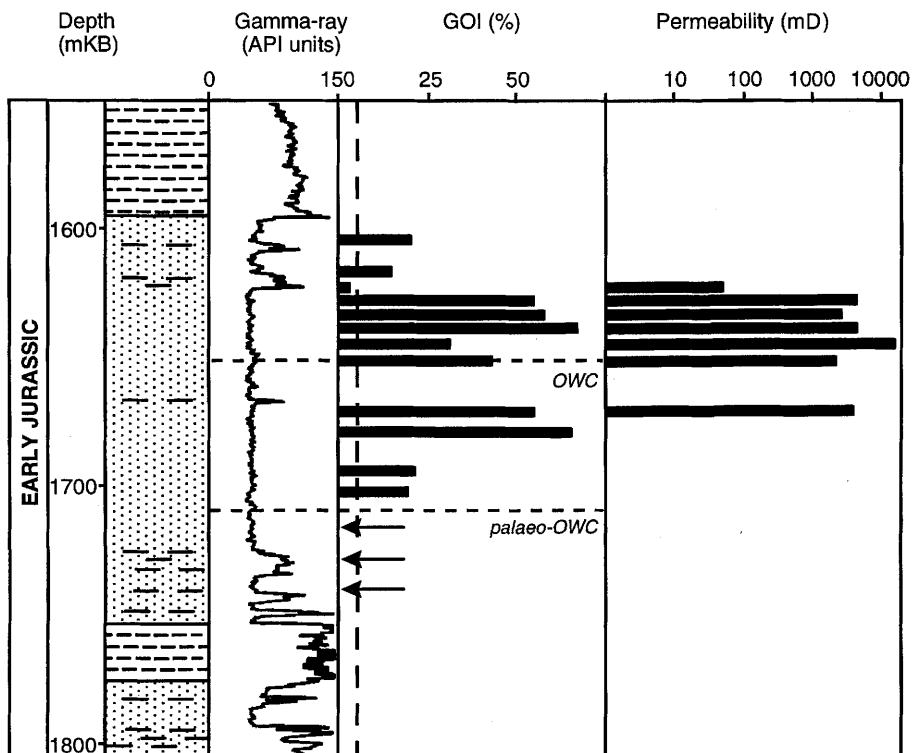 Depth
(mKB)
Gamma-ray
(API units)
GOI (%)
Permeability (mD)
0
150
25
50
10
100
1000
10000
1600
EARLY JURASSIC
OWC
1700
palaeo-OWC
1800